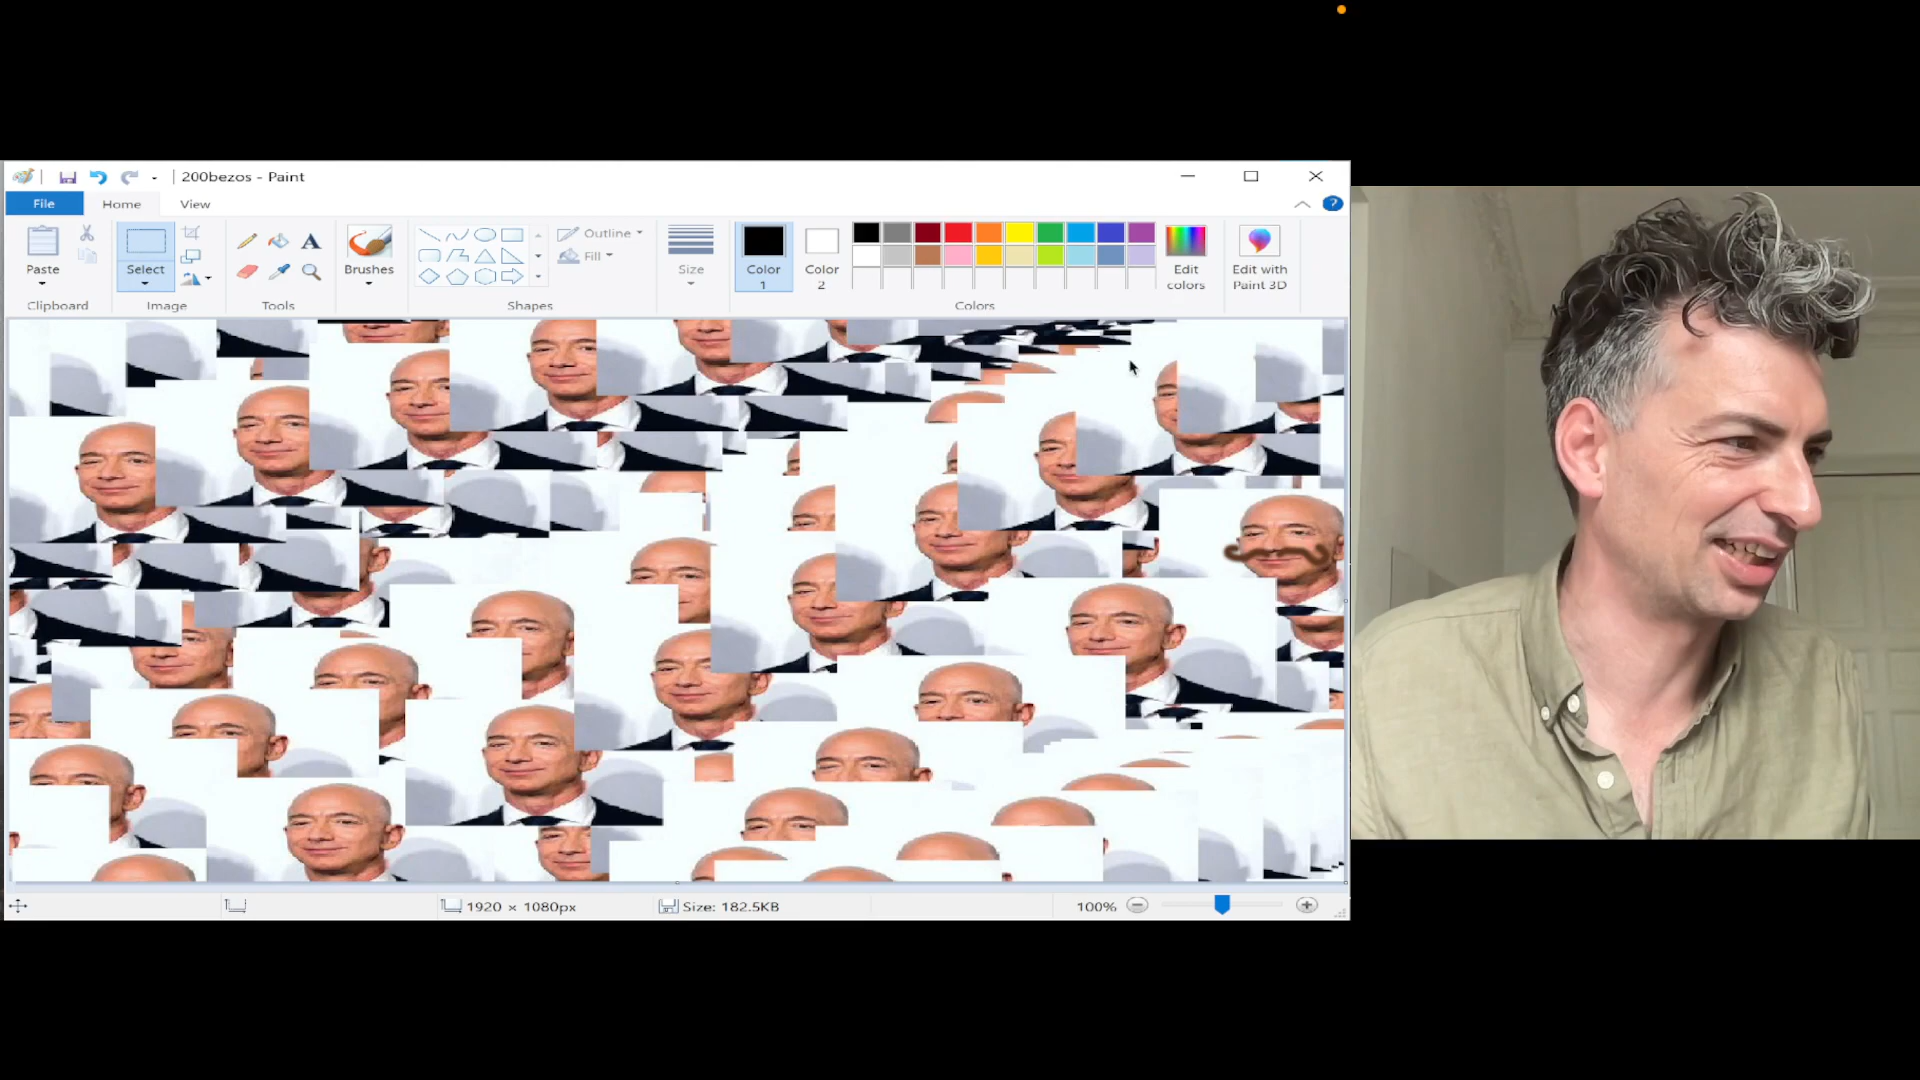 200bezos - Paint
File
Home
View
?
Paste
Select
A
Brushes
Outline
Fill
Size
Color
1
Color
2
Edit
colors
Edit with
Paint 3D
Clipboard
Image
Tools
Shapes
Colors
1920 × 1080px
Size: 182.5KB
100%